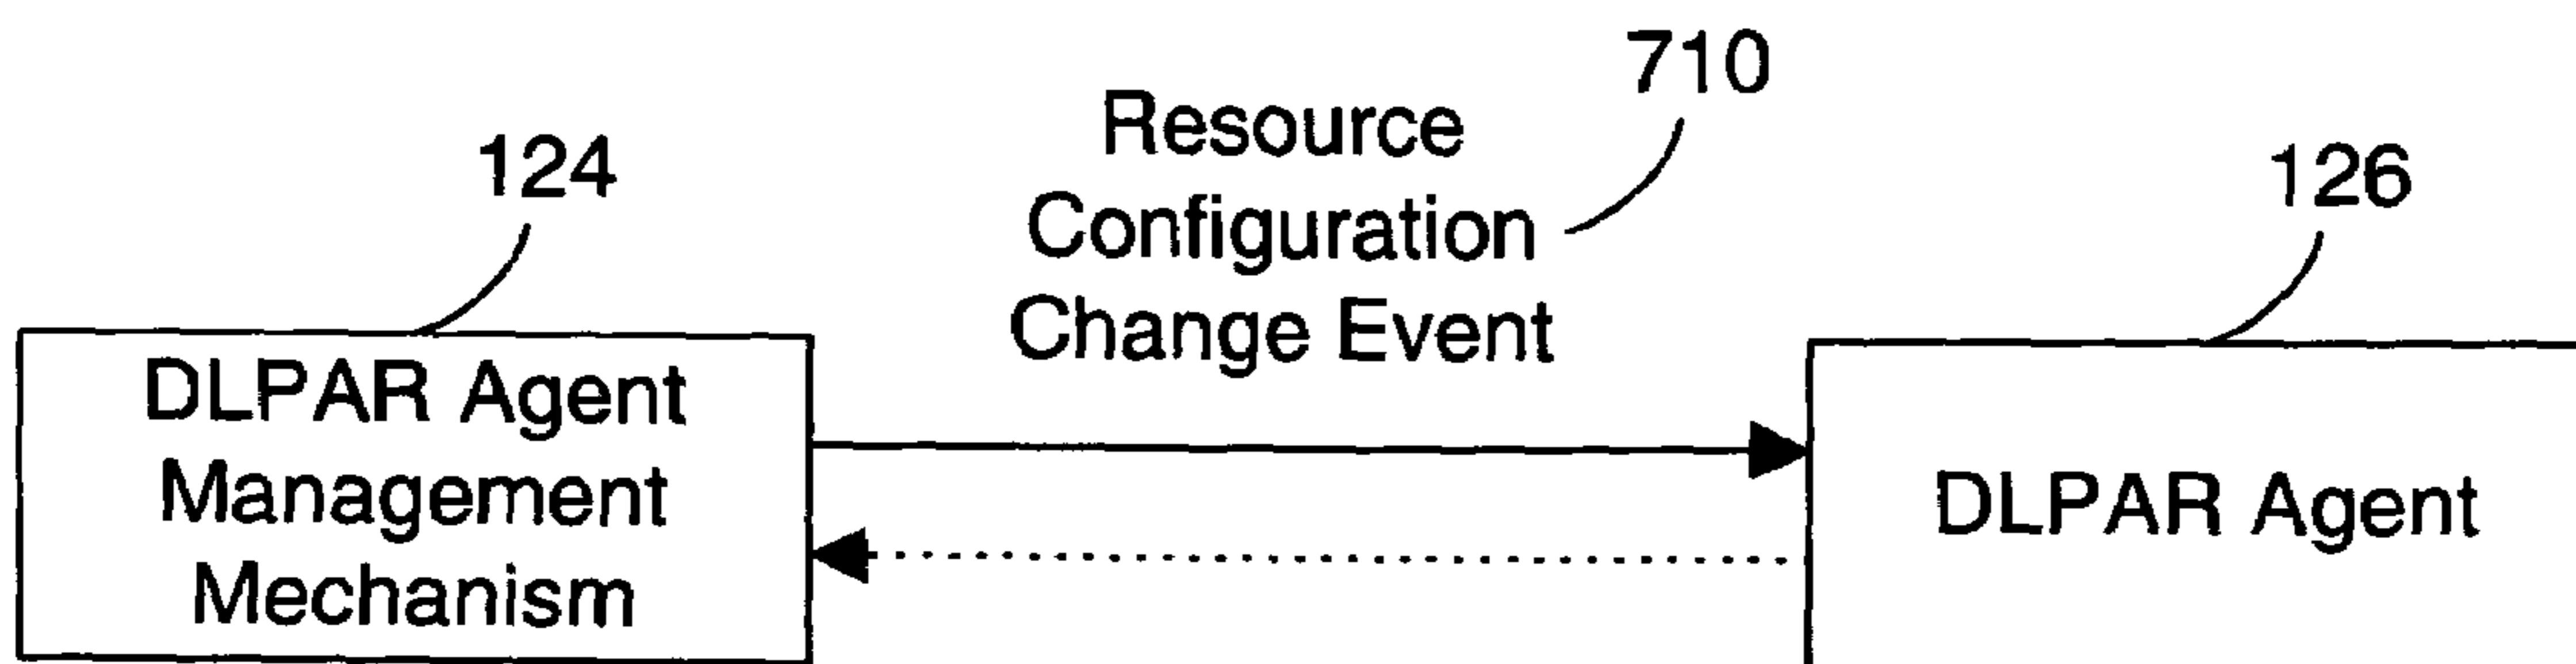 710
Resource
Configuration
Change Event
124
126
DLPAR Agent
Management
Mechanism
DLPAR Agent